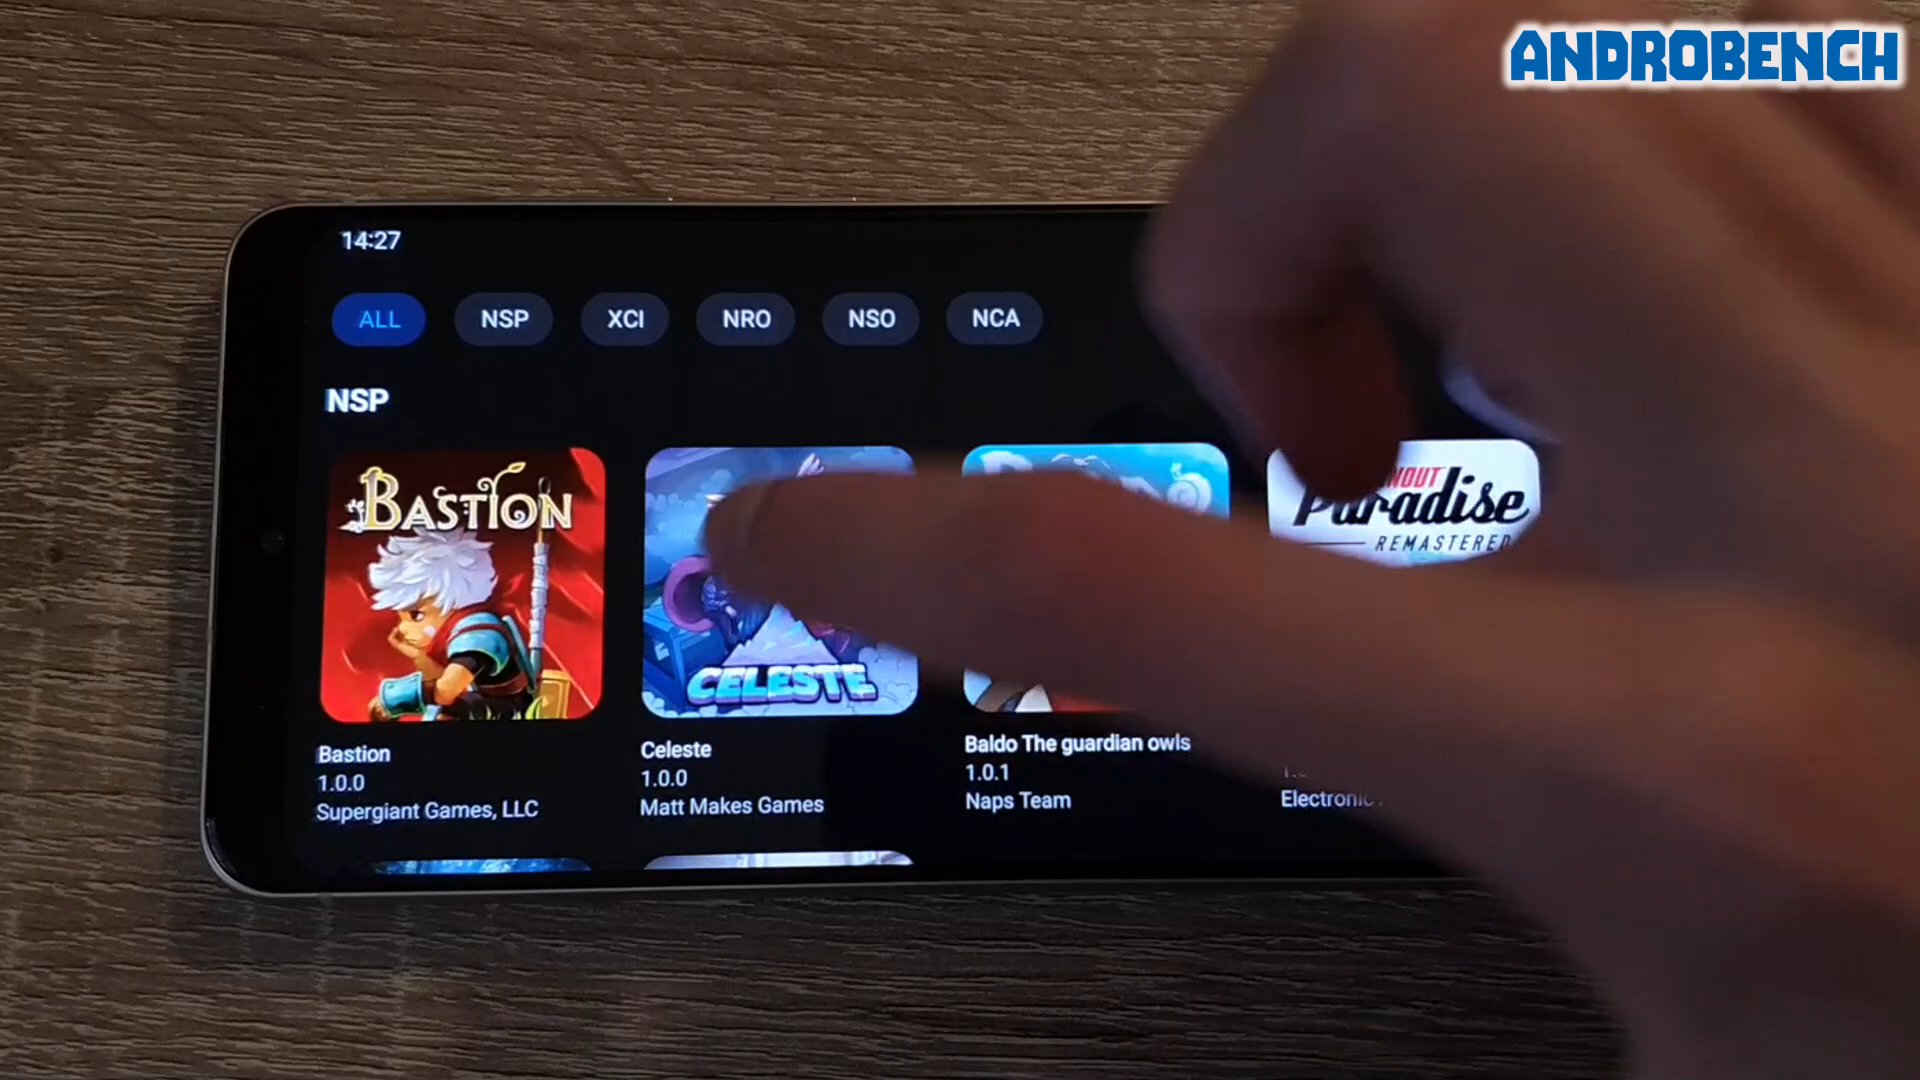 ANDROBENCH
14:27
ALL NSP XCI NRO NSO NCA
NSP
BASTION
CELESTE
Paradise
REMASTERED
Bastion
1.0.0
Supergiant Games, LLC
Celeste
1.0.0
Matt Makes Games
Baldo The guardian owls
1.0.1
Naps Team
Electronic